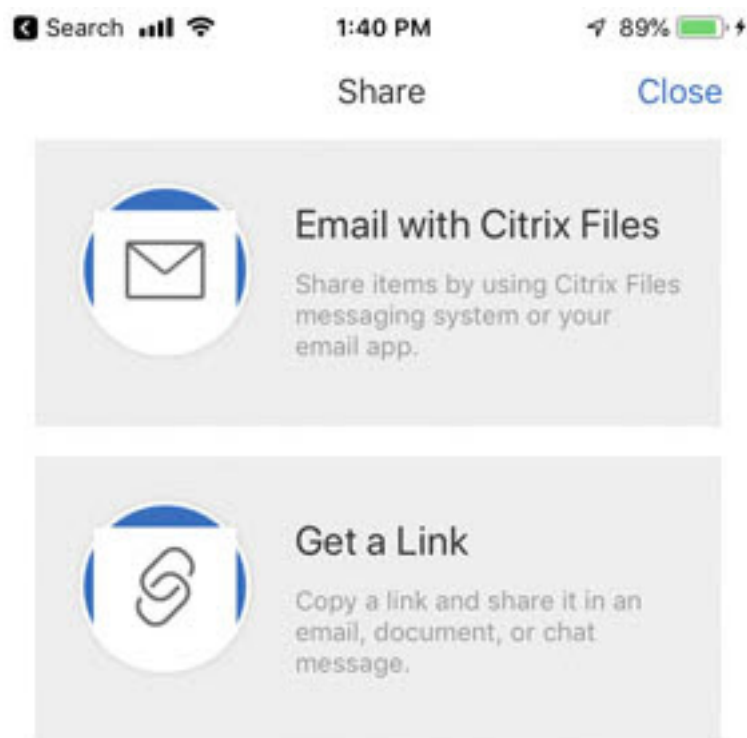 Search 1:40 PM 89%
Share Close
Email with Citrix Files
Share items by using Citrix Files
messaging system or your
email app.
Get a Link
Copy a link and share it in an
email, document, or chat
message.